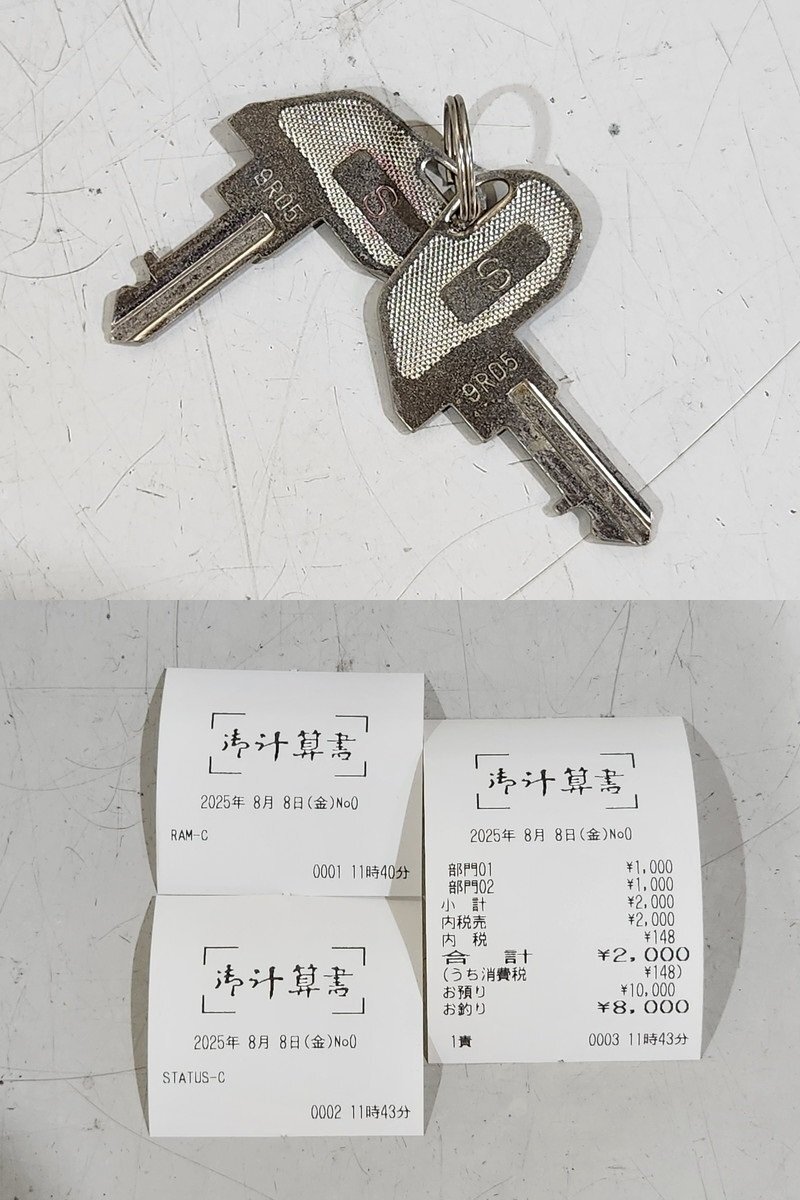 S
9RD5
S
9RD5
御計算書
2025年 8月 8日(金)No0
RAM-C
0001 11時40分
御計算書
2025年 8月 8日(金)No0
STATUS-C
0002 11時43分
御計算書
2025年 8月 8日(金)No0
部門01 ¥1,000
部門02 ¥1,000
小 計 ¥2,000
内税売 ¥2,000
内 税 ¥148
合 計 ¥2,000
(うち消費税 ¥148)
お預り ¥10,000
お釣り ¥8,000
1責 0003 11時43分